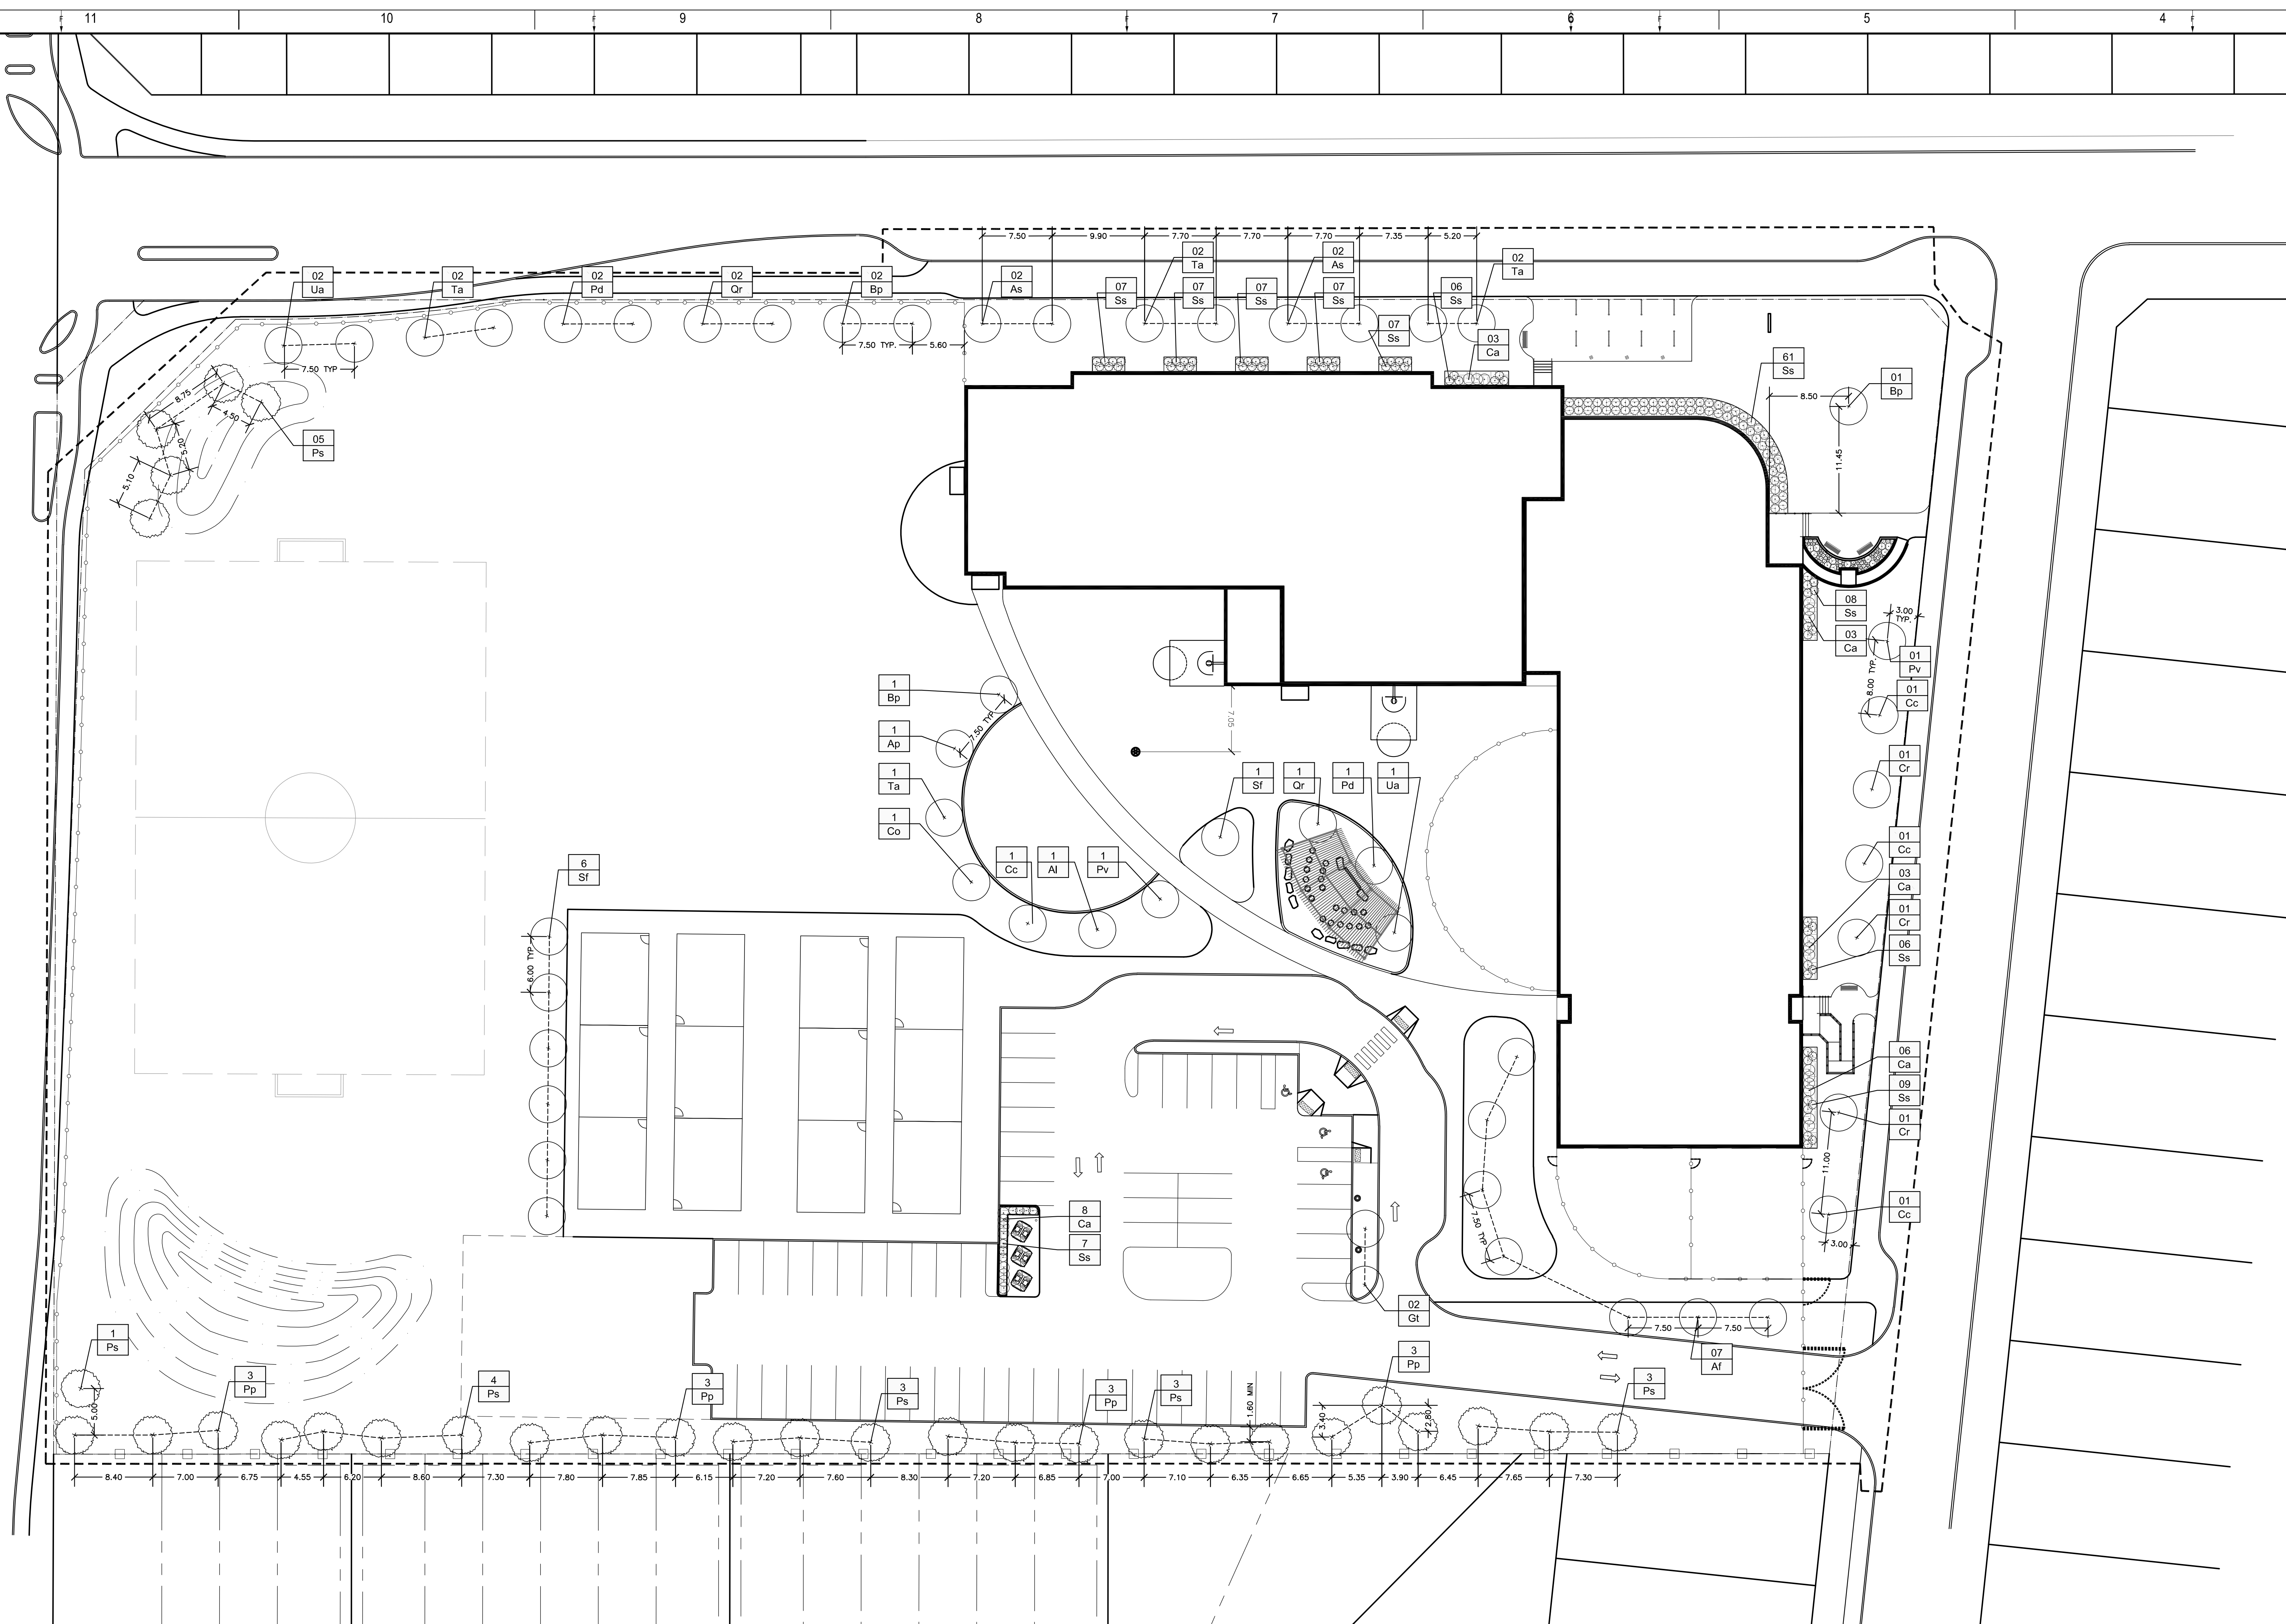 11 10 9 8 7 6 5 4
F F F F F
7.50 9.90 7.70 7.70 7.70 7.35 5.20
02 Ua
02 Ta
02 Pd
02 Qr
02 Bp
02 As
02 Ta
02 As
02 Ta
07 Ss
07 Ss
07 Ss
07 Ss
06 Ss
07 Ss
03 Ca
7.50 TYP
7.50 TYP.
5.60
61 Ss
01 Bp
8.50
11.45
8.75
4.50
5.20
5.10
05 Ps
08 Ss
03 Ca
3.00 TYP.
8.00 TYP.
01 Pv
01 Cc
01 Cr
01 Cc
03 Ca
01 Cr
06 Ss
06 Ca
09 Ss
01 Cr
11.00
01 Cc
3.00
1 Bp
1 Ap
1 Ta
1 Co
7.50 TYP.
7.05
1 Sf
1 Qr
1 Pd
1 Ua
1 Cc
1 Al
1 Pv
6 Sf
6.00 TYP.
8 Ca
7 Ss
7.50 TYP.
02 Gt
7.50 7.50
07 Af
1 Ps
5.00
3 Pp
4 Ps
3 Pp
3 Ps
3 Pp
3 Ps
1.60 MIN
3 Pp
3.40
2.80
3 Ps
8.40 7.00 6.75 4.55 6.20 8.60 7.30 7.80 7.85 6.15 7.20 7.60 8.30 7.20 6.85 7.00 7.10 6.35 6.65 5.35 3.90 6.45 7.65 7.30